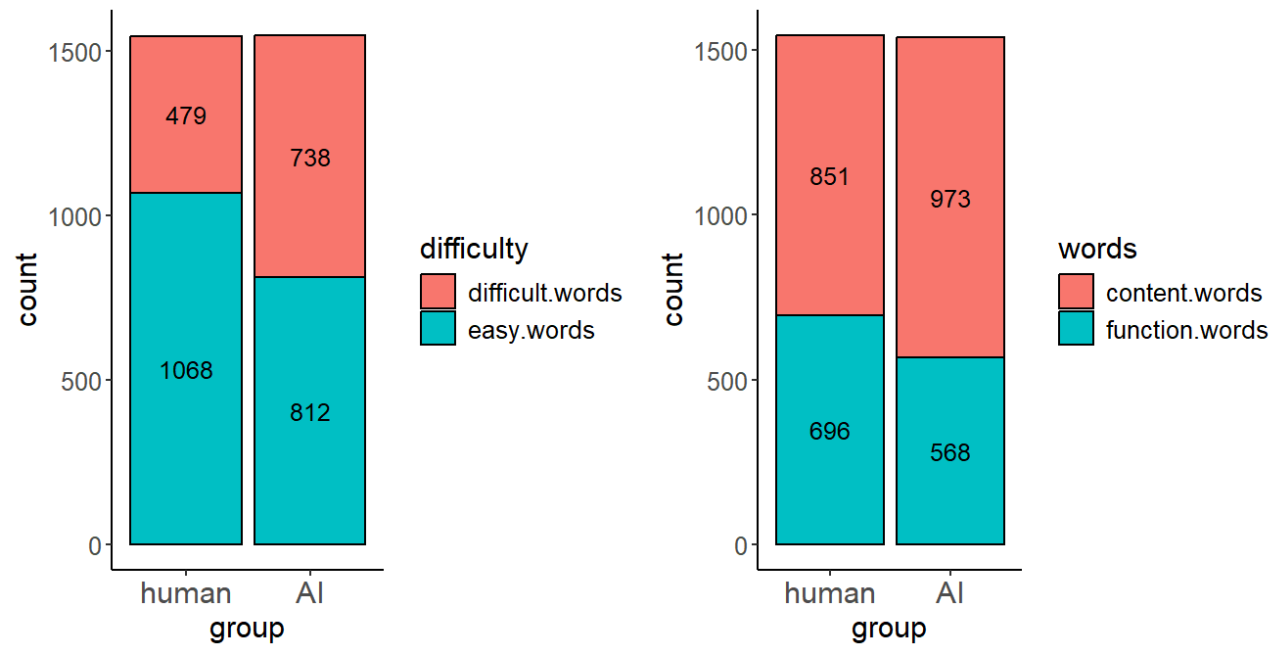 1500
1000
500
0
count
479
738
1068
812
human
AI
group
difficulty
difficult.words
easy.words
1500
1000
500
0
count
851
973
696
568
human
AI
group
words
content.words
function.words